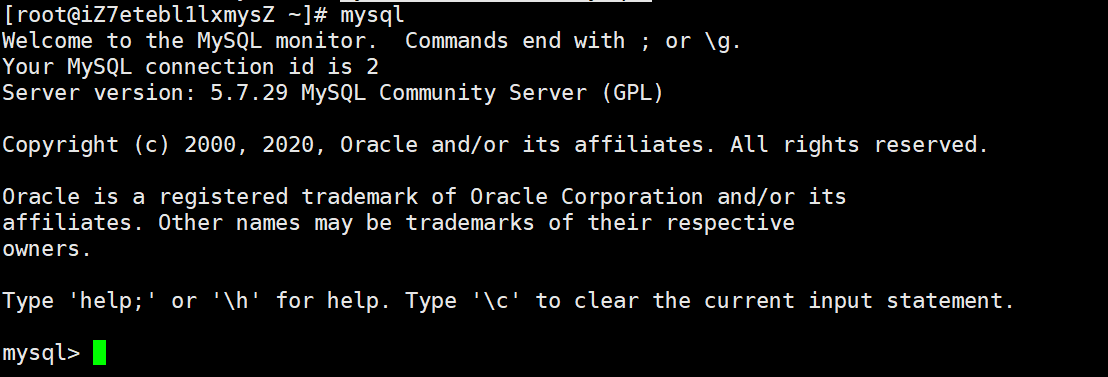 [root@iZ7etebl1lxmysZ ~]# mysql
Welcome to the MySQL monitor.  Commands end with ; or \g.
Your MySQL connection id is 2
Server version: 5.7.29 MySQL Community Server (GPL)
Copyright (c) 2000, 2020, Oracle and/or its affiliates. All rights reserved.
Oracle is a registered trademark of Oracle Corporation and/or its
affiliates. Other names may be trademarks of their respective
owners.
Type 'help;' or '\h' for help. Type '\c' to clear the current input statement.
mysql>